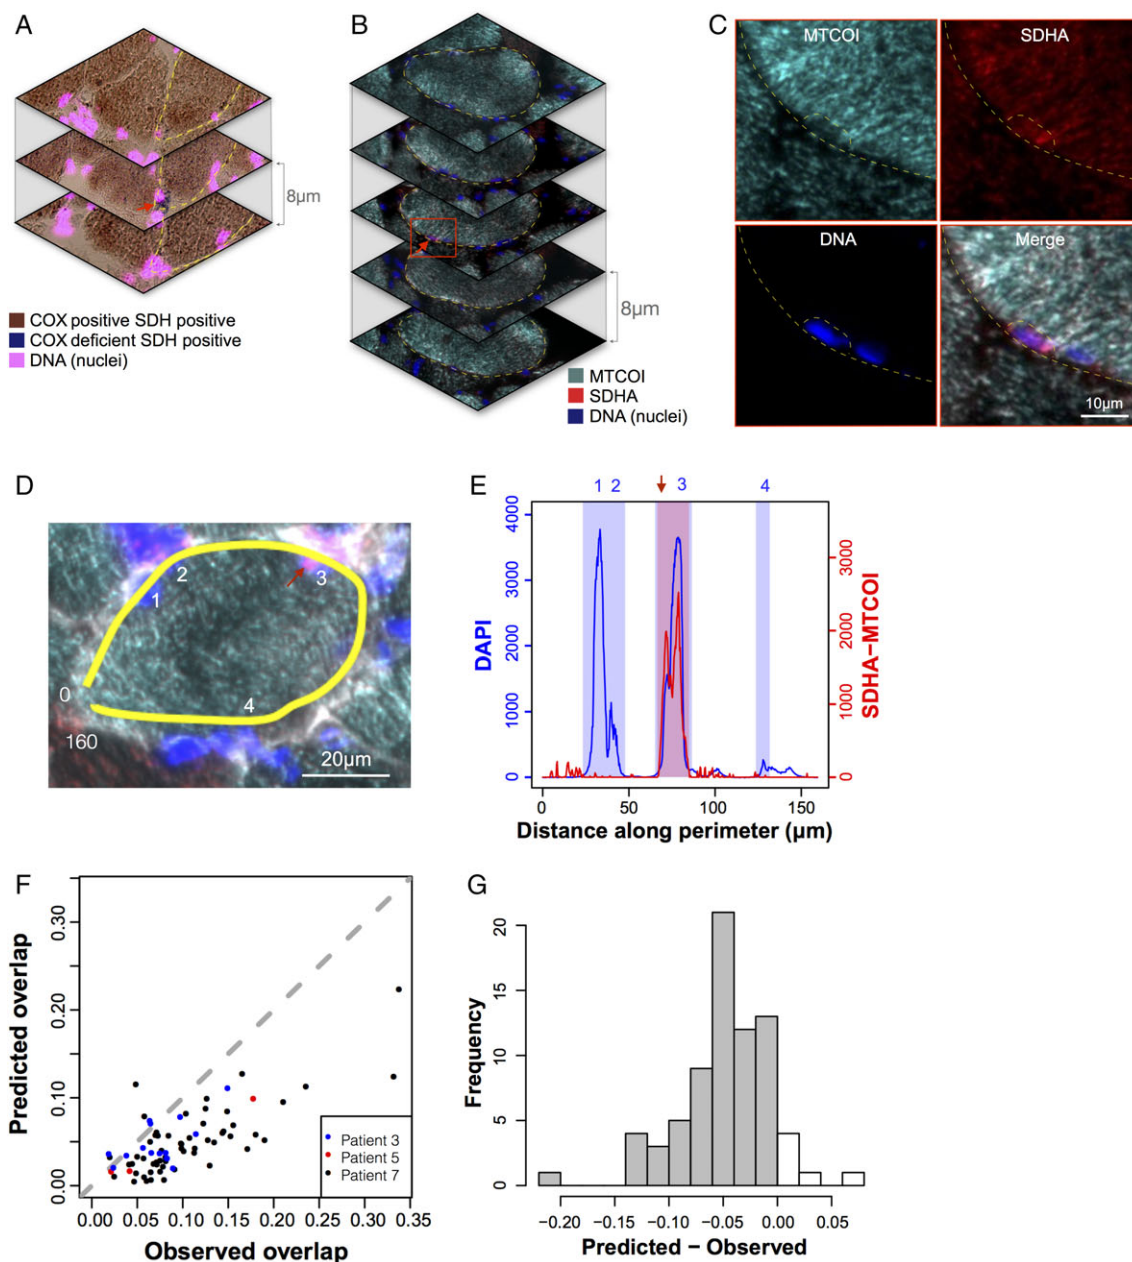 A
8µm
COX positive SDH positive
COX deficient SDH positive
DNA (nuclei)
B
8µm
MTCOI
SDHA
DNA (nuclei)
C
MTCOI
SDHA
DNA
Merge
10µm
D
2
3
1
0
4
160
20µm
E
1 2 3 4
4000
3000
2000
1000
0
DAPI
3000
2000
1000
0
SDHA−MTCOI
0 50 100 150
Distance along perimeter (µm)
F
0.30
0.20
0.10
0.00
Predicted overlap
Patient 3
Patient 5
Patient 7
0.00 0.05 0.10 0.15 0.20 0.25 0.30 0.35
Observed overlap
G
20
15
10
5
0
Frequency
−0.20 −0.15 −0.10 −0.05 0.00 0.05
Predicted − Observed